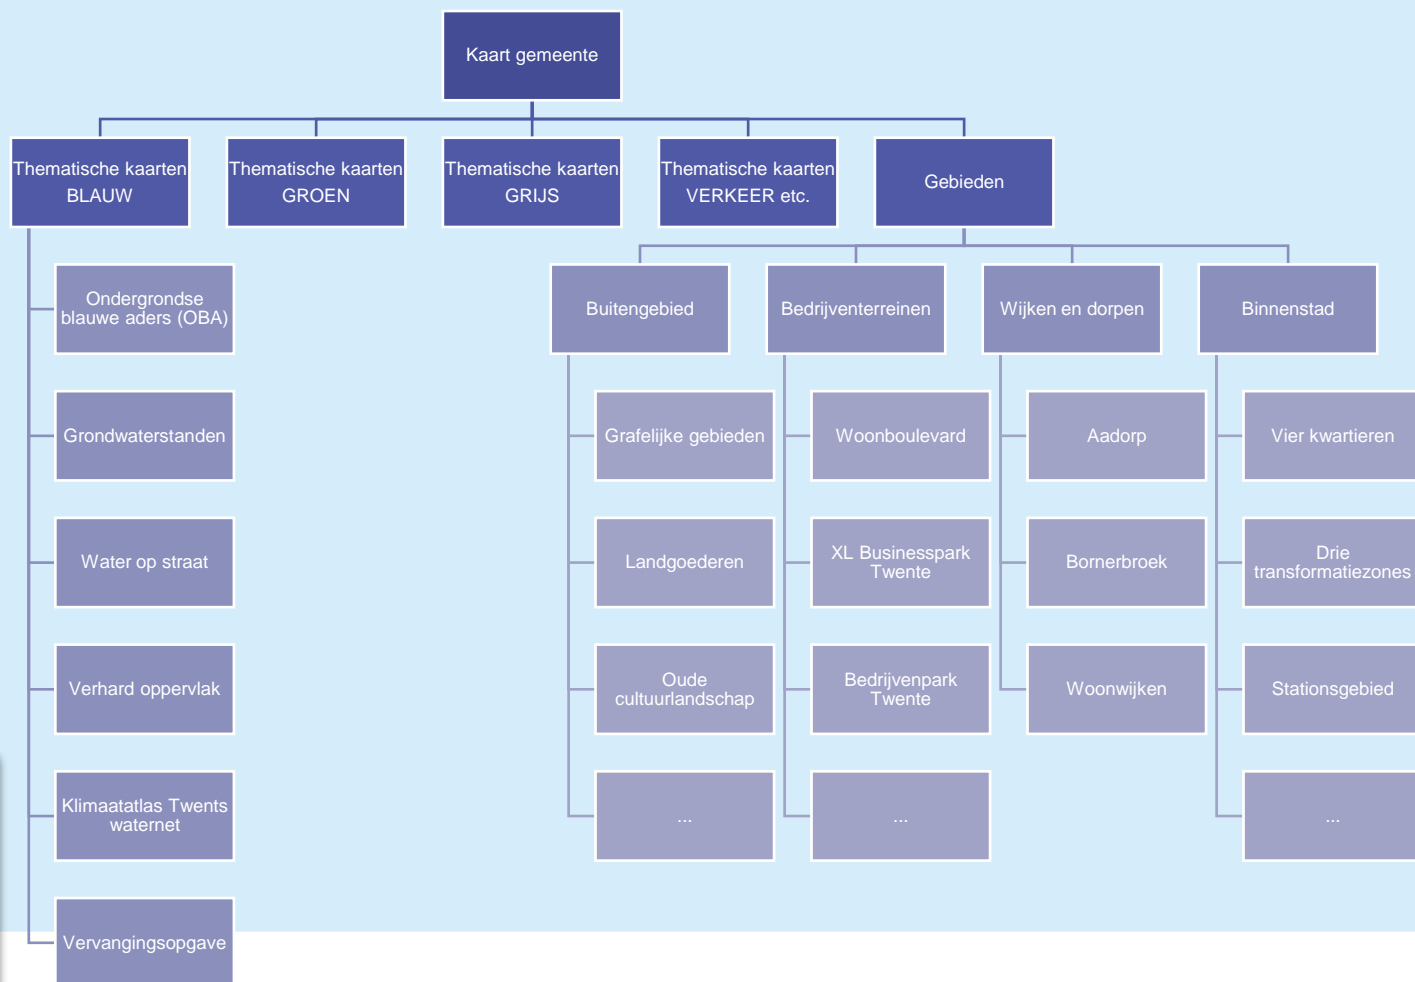 Kaart gemeente
Thematische kaarten
BLAUW
Thematische kaarten
GROEN
Thematische kaarten
GRIJS
Thematische kaarten
VERKEER etc.
Gebieden
Ondergrondse
blauwe aders (OBA)
Grondwaterstanden
Water op straat
Verhard oppervlak
Klimaatatlas Twents
waternet
Vervangingsopgave
Buitengebied
Grafelijke gebieden
Landgoederen
Oude
cultuurlandschap
...
Bedrijventerreinen
Woonboulevard
XL Businesspark
Twente
Bedrijvenpark
Twente
...
Wijken en dorpen
Aadorp
Bornerbroek
Woonwijken
Binnenstad
Vier kwartieren
Drie
transformatiezones
Stationsgebied
...